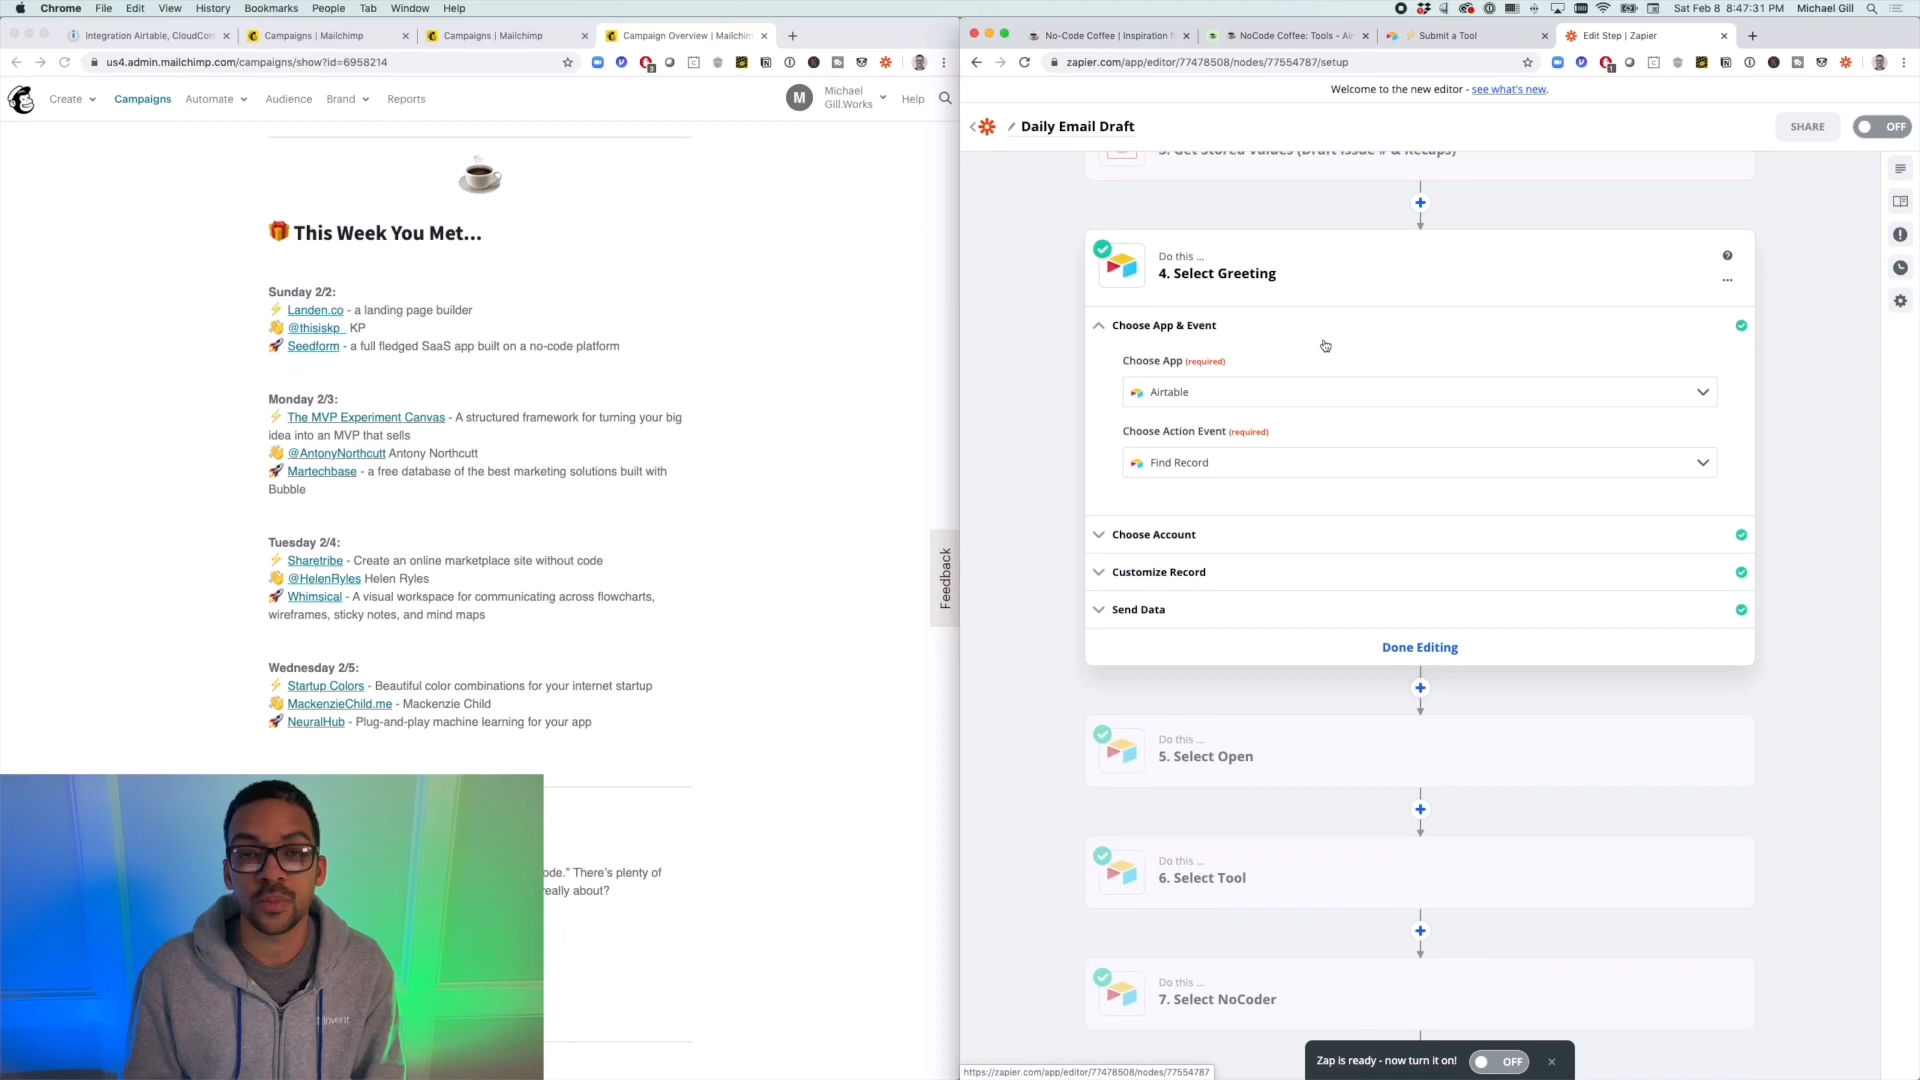 Chrome File Edit View History Bookmarks People Tab Window Help
Sat Feb 8 8:47:31 PM Michael Gill
Integration Airtable, CloudCon
Campaigns | Mailchimp
Campaigns | Mailchimp
Campaign Overview | Mailchim
us4.admin.mailchimp.com/campaigns/show?id=6958214
Create Campaigns Automate Audience Brand Reports
M
Michael
Gill.Works
Help
This Week You Met...
Sunday 2/2:
Landen.co - a landing page builder
@thisiskp_ KP
Seedform - a full fledged SaaS app built on a no-code platform
Monday 2/3:
The MVP Experiment Canvas - A structured framework for turning your big
idea into an MVP that sells
@AntonyNorthcutt Antony Northcutt
Martechbase - a free database of the best marketing solutions built with
Bubble
Tuesday 2/4:
Sharetribe - Create an online marketplace site without code
@HelenRyles Helen Ryles
Whimsical - A visual workspace for communicating across flowcharts,
wireframes, sticky notes, and mind maps
Wednesday 2/5:
Startup Colors - Beautiful color combinations for your internet startup
MackenzieChild.me - Mackenzie Child
NeuralHub - Plug-and-play machine learning for your app
ode." There's plenty of
eally about?
Feedback
No-Code Coffee | Inspiration f
NoCode Coffee: Tools - Air
Submit a Tool
Edit Step | Zapier
zapier.com/app/editor/77478508/nodes/77554787/setup
Welcome to the new editor - see what's new.
Daily Email Draft
SHARE
OFF
3. Get Stored Values (Draft Issue # & Recaps)
Do this ...
4. Select Greeting
Choose App & Event
Choose App (required)
Airtable
Choose Action Event (required)
Find Record
Choose Account
Customize Record
Send Data
Done Editing
Do this ...
5. Select Open
Do this ...
6. Select Tool
Do this ...
7. Select NoCoder
Zap is ready - now turn it on! OFF
https://zapier.com/app/editor/77478508/nodes/77554787